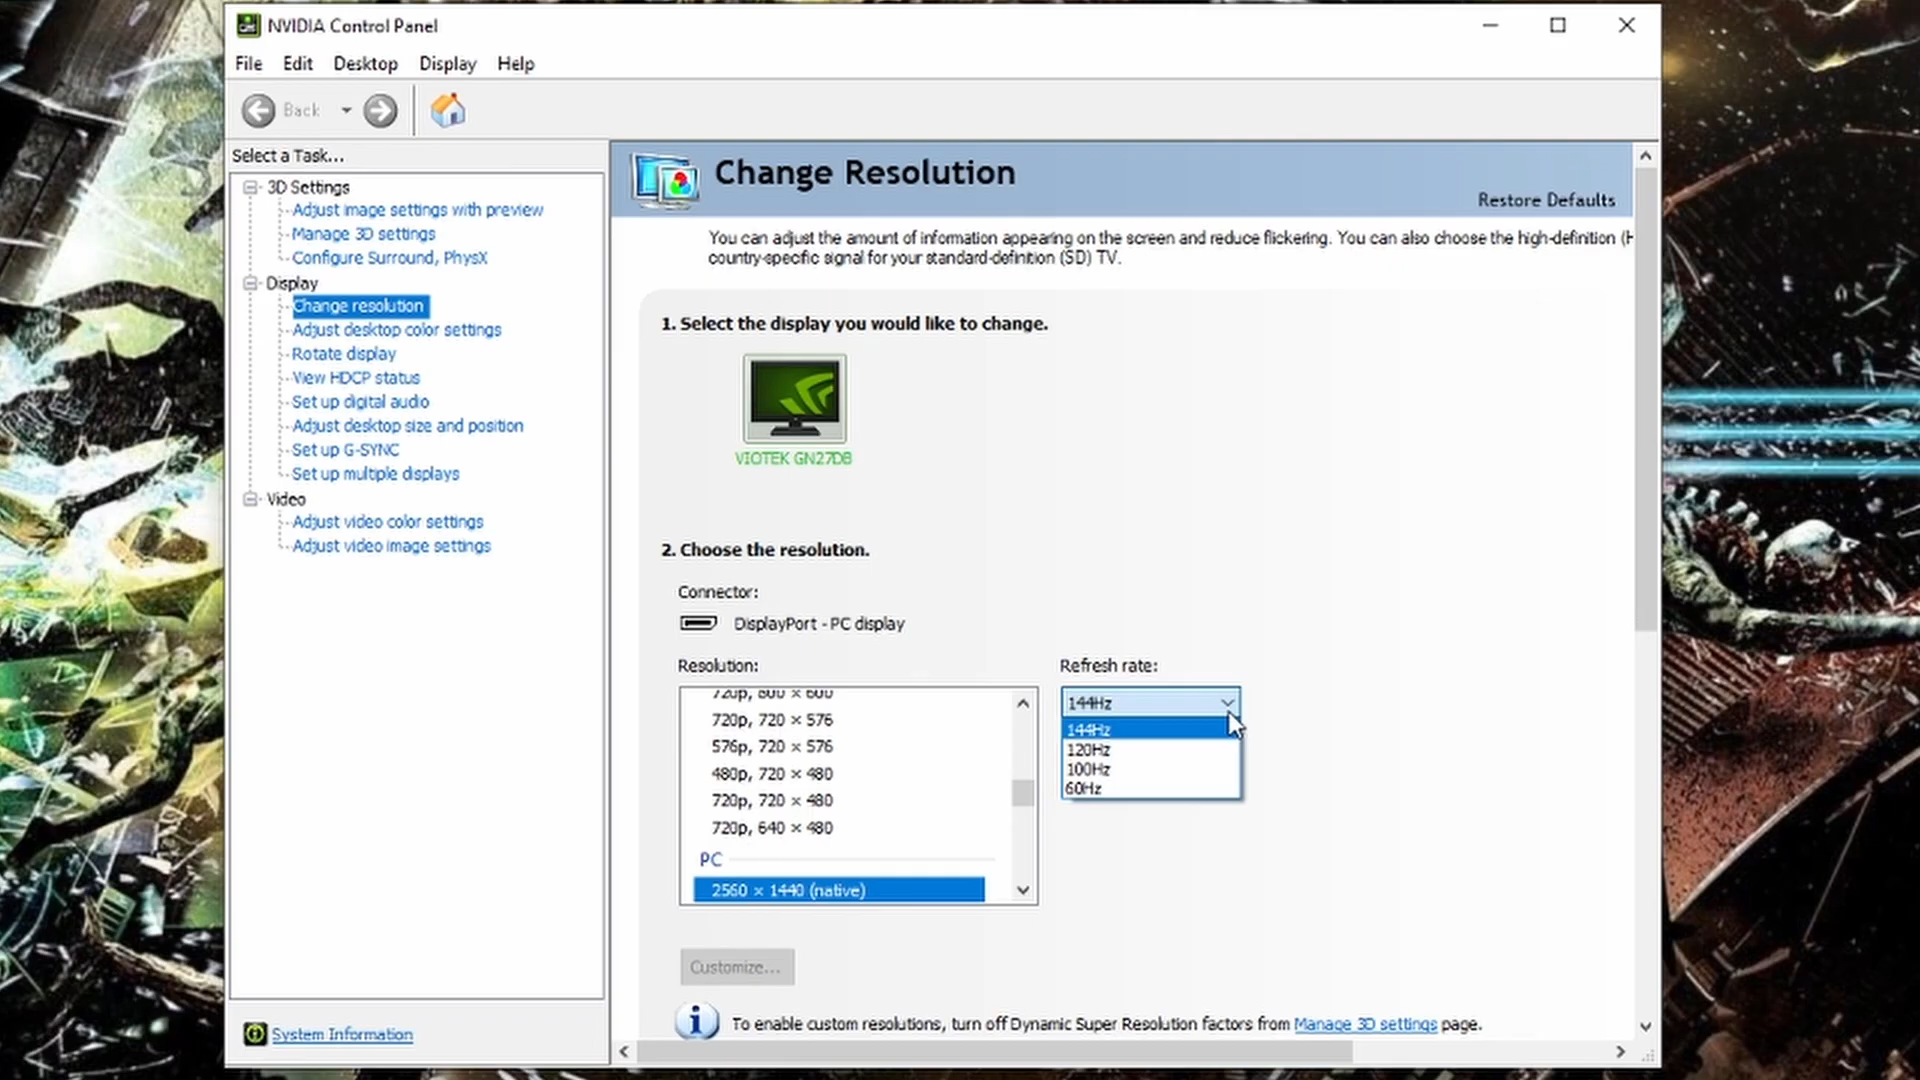 NVIDIA Control Panel
File Edit Desktop Display Help
Back
Select a Task...
3D Settings
Adjust image settings with preview
Manage 3D settings
Configure Surround, PhysX
Display
Change resolution
Adjust desktop color settings
Rotate display
View HDCP status
Set up digital audio
Adjust desktop size and position
Set up G-SYNC
Set up multiple displays
Video
Adjust video color settings
Adjust video image settings
System Information
Change Resolution
Restore Defaults
You can adjust the amount of information appearing on the screen and reduce flickering. You can also choose the high-definition (H
country-specific signal for your standard-definition (SD) TV.
1. Select the display you would like to change.
VIOTEK GN27DB
2. Choose the resolution.
Connector:
DisplayPort - PC display
Resolution:
720p, 800 × 600
720p, 720 × 576
576p, 720 × 576
480p, 720 × 480
720p, 720 × 480
720p, 640 × 480
PC
2560 × 1440 (native)
Refresh rate:
144Hz
144Hz
120Hz
100Hz
60Hz
Customize...
To enable custom resolutions, turn off Dynamic Super Resolution factors from Manage 3D settings page.